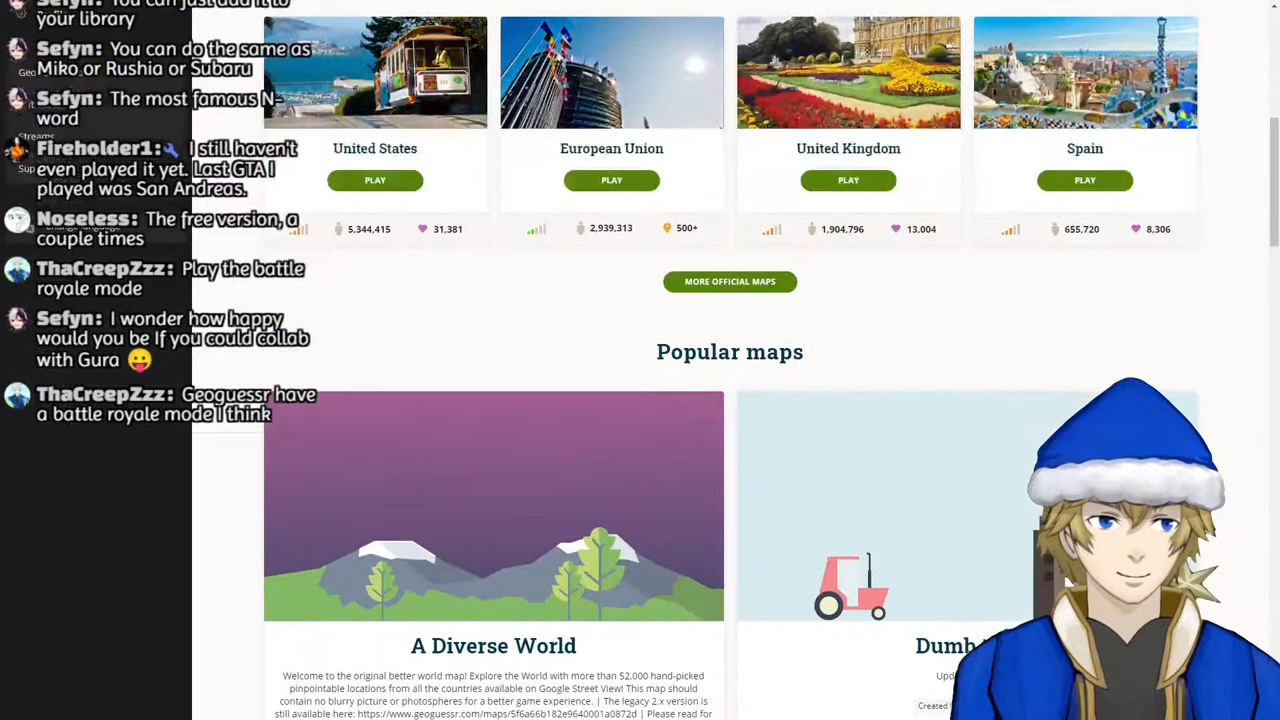 Sefyn: You can just add it to
your library
Sefyn: You can do the same as
Miko or Rushia or Subaru
Sefyn: The most famous N-
word
Fireholder1: I still haven't
even played it yet. Last GTA I
played was San Andreas.
Noseless: The free version, a
couple times
ThaCreepZzz: Play the battle
royale mode
Sefyn: I wonder how happy
would you be If you could collab
with Gura 😛
ThaCreepZzz: Geoguessr have
a battle royale mode I think
United States
European Union
United Kingdom
Spain
PLAY
PLAY
PLAY
PLAY
5,344,415 31,381
2,939,313 500+
1,904,796 13,004
655,720 8,306
MORE OFFICIAL MAPS
Popular maps
A Diverse World
Welcome to the original better world map! Explore the World with more than 52,000 hand-picked
pinpointable locations from all the countries available on Google Street View! This map should
contain no blurry picture or photospheres for a better game experience. | The legacy 2.x version is
still available here: https://www.geoguessr.com/maps/5f6a66b182e9640001a0872d | Please read for
Dumb
Created